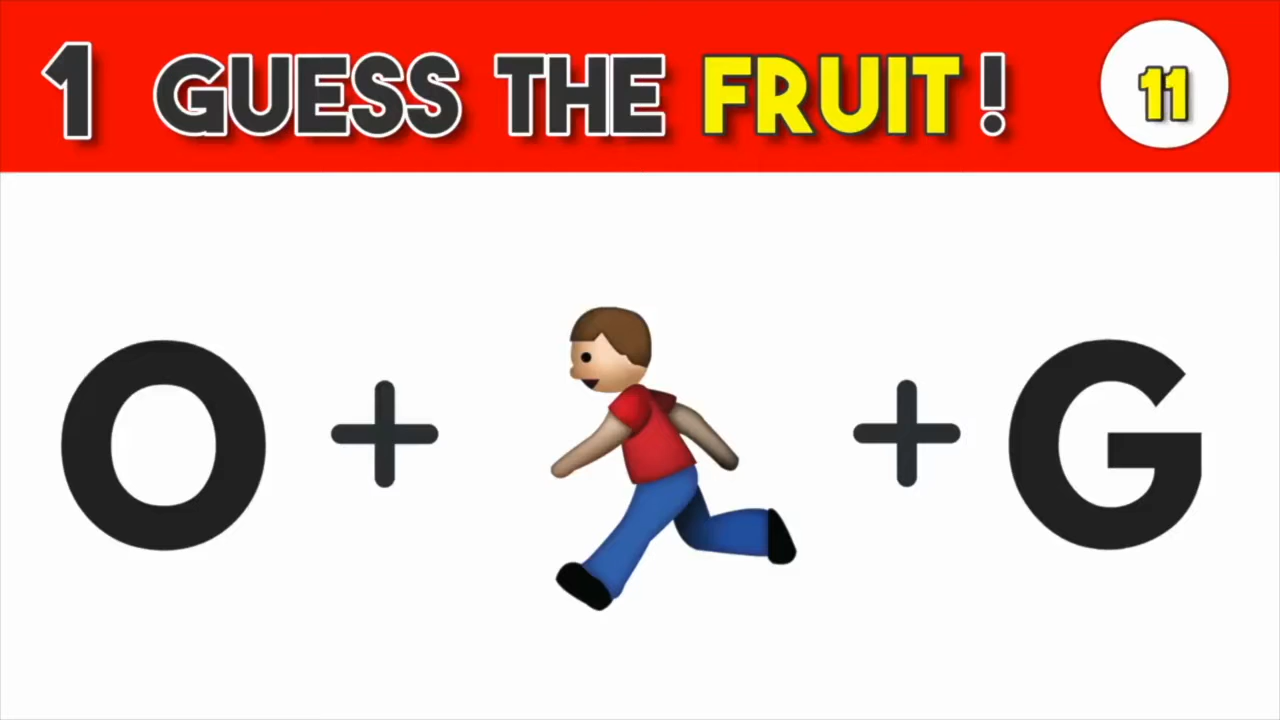 1 GUESS THE FRUIT! 11
O + + G